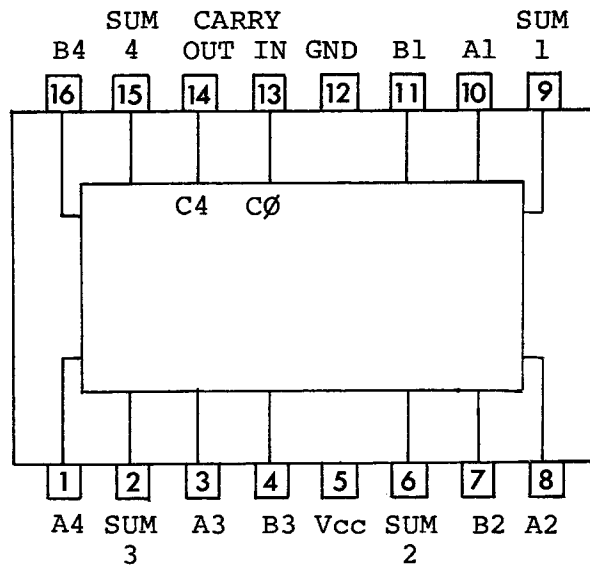 SUM CARRY SUM
B4 4 OUT IN GND B1 A1 1
16 15 14 13 12 11 10 9
C4 CØ
1 2 3 4 5 6 7 8
A4 SUM A3 B3 Vcc SUM B2 A2
3 2